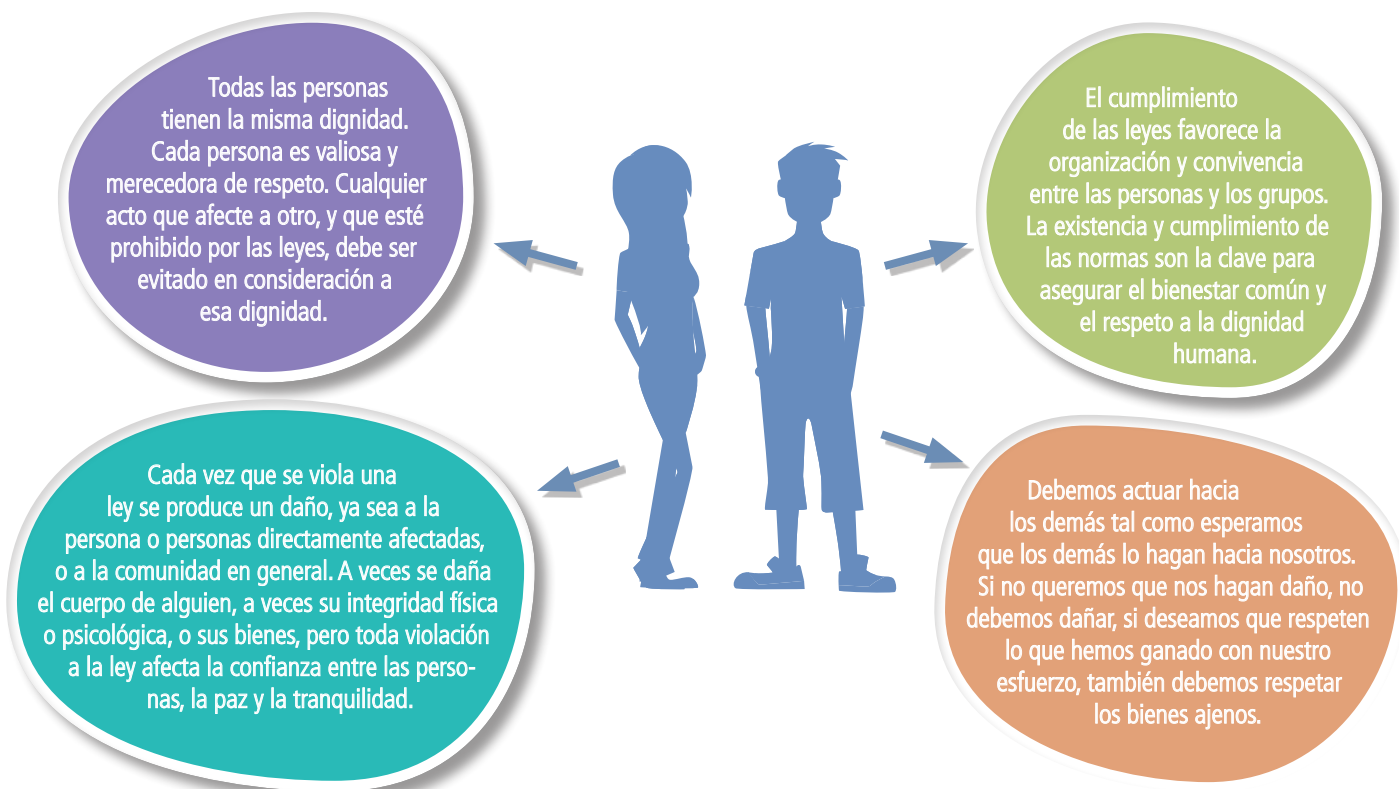 Todas las personas
tienen la misma dignidad.
Cada persona es valiosa y
merecedora de respeto. Cualquier
acto que afecte a otro, y que esté
prohibido por las leyes, debe ser
evitado en consideración a
esa dignidad.
El cumplimiento
de las leyes favorece la
organización y convivencia
entre las personas y los grupos.
La existencia y cumplimiento de
las normas son la clave para
asegurar el bienestar común y
el respeto a la dignidad
humana.
Cada vez que se viola una
ley se produce un daño, ya sea a la
persona o personas directamente afectadas,
o a la comunidad en general. A veces se daña
el cuerpo de alguien, a veces su integridad física
o psicológica, o sus bienes, pero toda violación
a la ley afecta la confianza entre las perso-
nas, la paz y la tranquilidad.
Debemos actuar hacia
los demás tal como esperamos
que los demás lo hagan hacia nosotros.
Si no queremos que nos hagan daño, no
debemos dañar, si deseamos que respeten
lo que hemos ganado con nuestro
esfuerzo, también debemos respetar
los bienes ajenos.